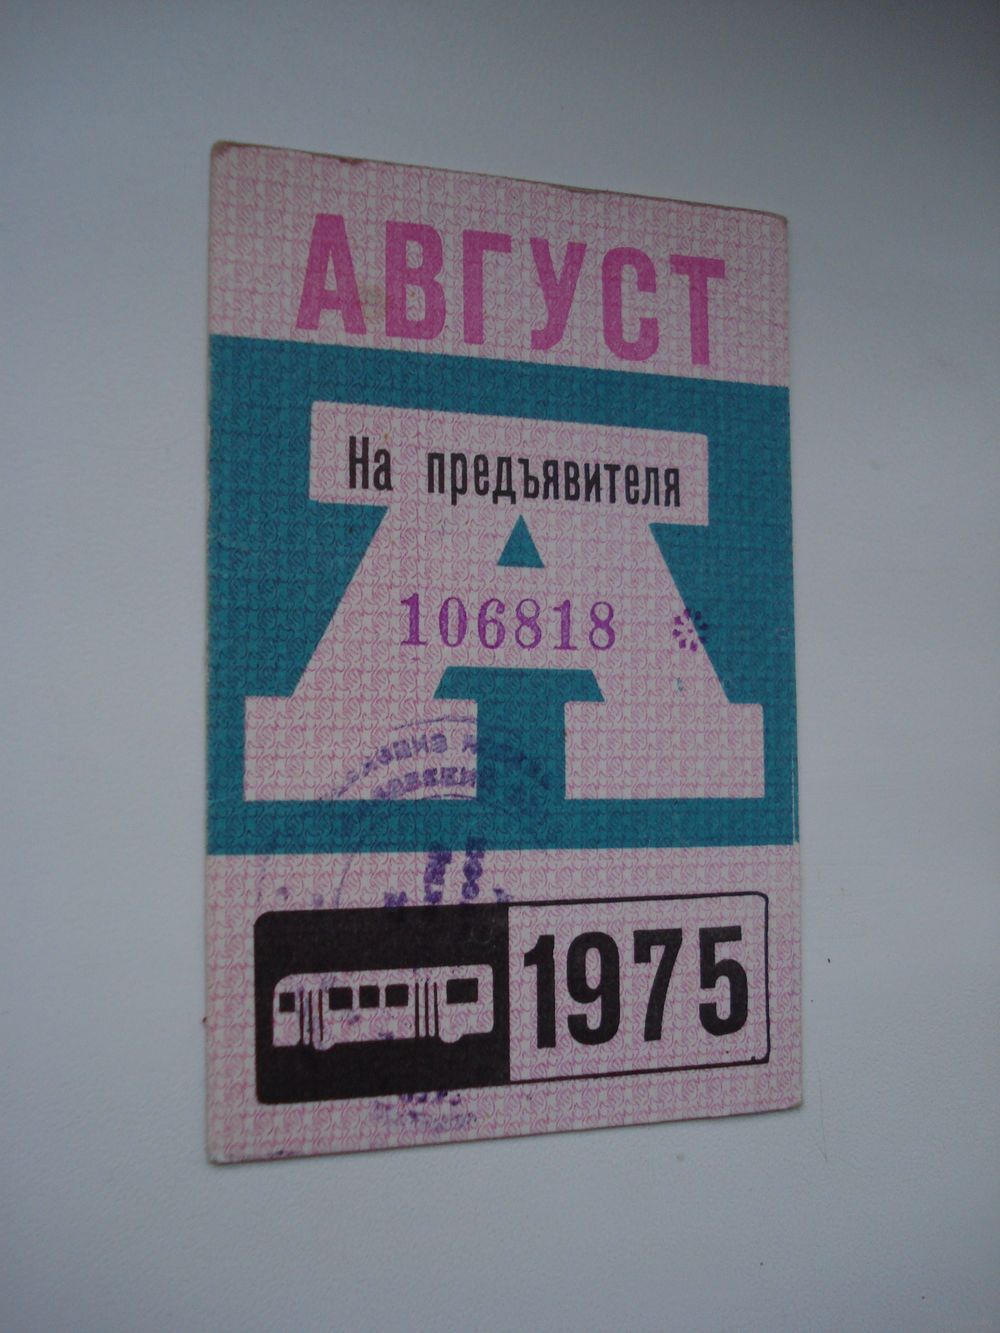 АВГУСТ
А
На предъявителя
106818 *
1975